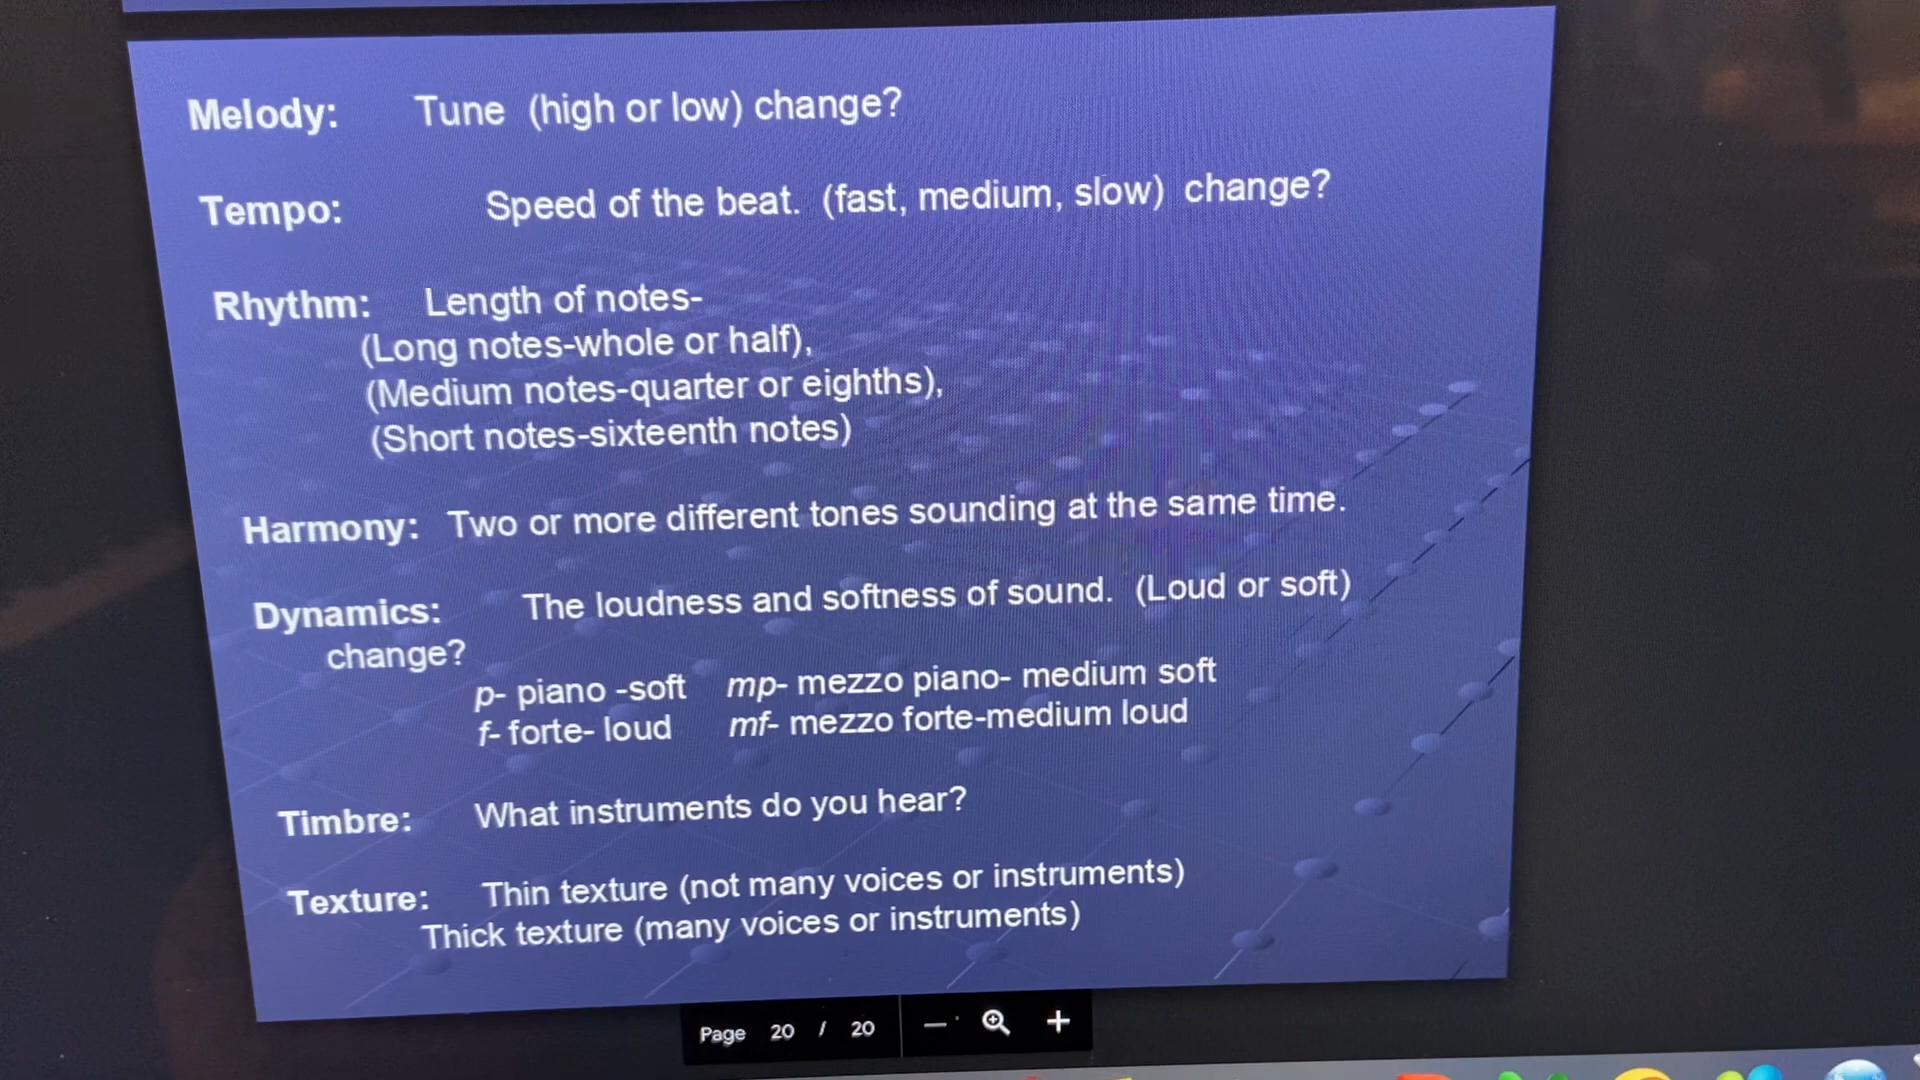 Melody: Tune (high or low) change?
Tempo: Speed of the beat. (fast, medium, slow) change?
Rhythm: Length of notes-
(Long notes-whole or half),
(Medium notes-quarter or eighths),
(Short notes-sixteenth notes)
Harmony: Two or more different tones sounding at the same time.
Dynamics: The loudness and softness of sound. (Loud or soft)
change?
p- piano -soft mp- mezzo piano- medium soft
f- forte- loud mf- mezzo forte-medium loud
Timbre: What instruments do you hear?
Texture: Thin texture (not many voices or instruments)
Thick texture (many voices or instruments)
Page 20 / 20